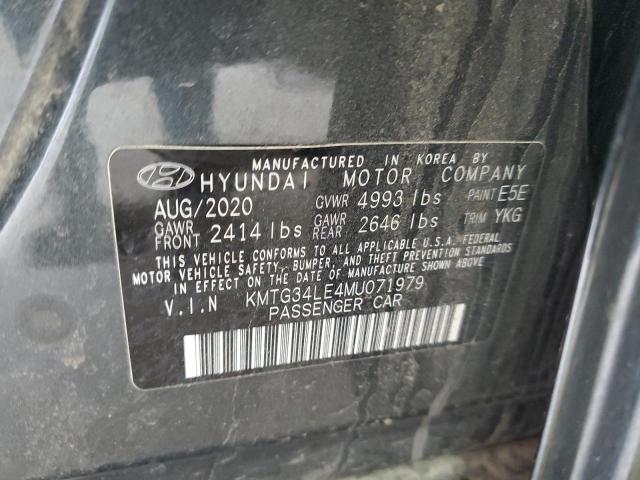 MANUFACTURED IN KOREA BY
HYUNDAI MOTOR COMPANY
AUG/2020 GVWR 4993 lbs PAINT E5E
GAWR FRONT 2414 lbs GAWR REAR 2646 lbs TRIM YKG
THIS VEHICLE CONFORMS TO ALL APPLICABLE U.S.A. FEDERAL
MOTOR VEHICLE SAFETY, BUMPER, AND THEFT PREVENTION STANDARDS
IN EFFECT ON THE DATE OF MANUFACTURE SHOWN ABOVE.
V.I.N KMTG34LE4MU071979
PASSENGER CAR